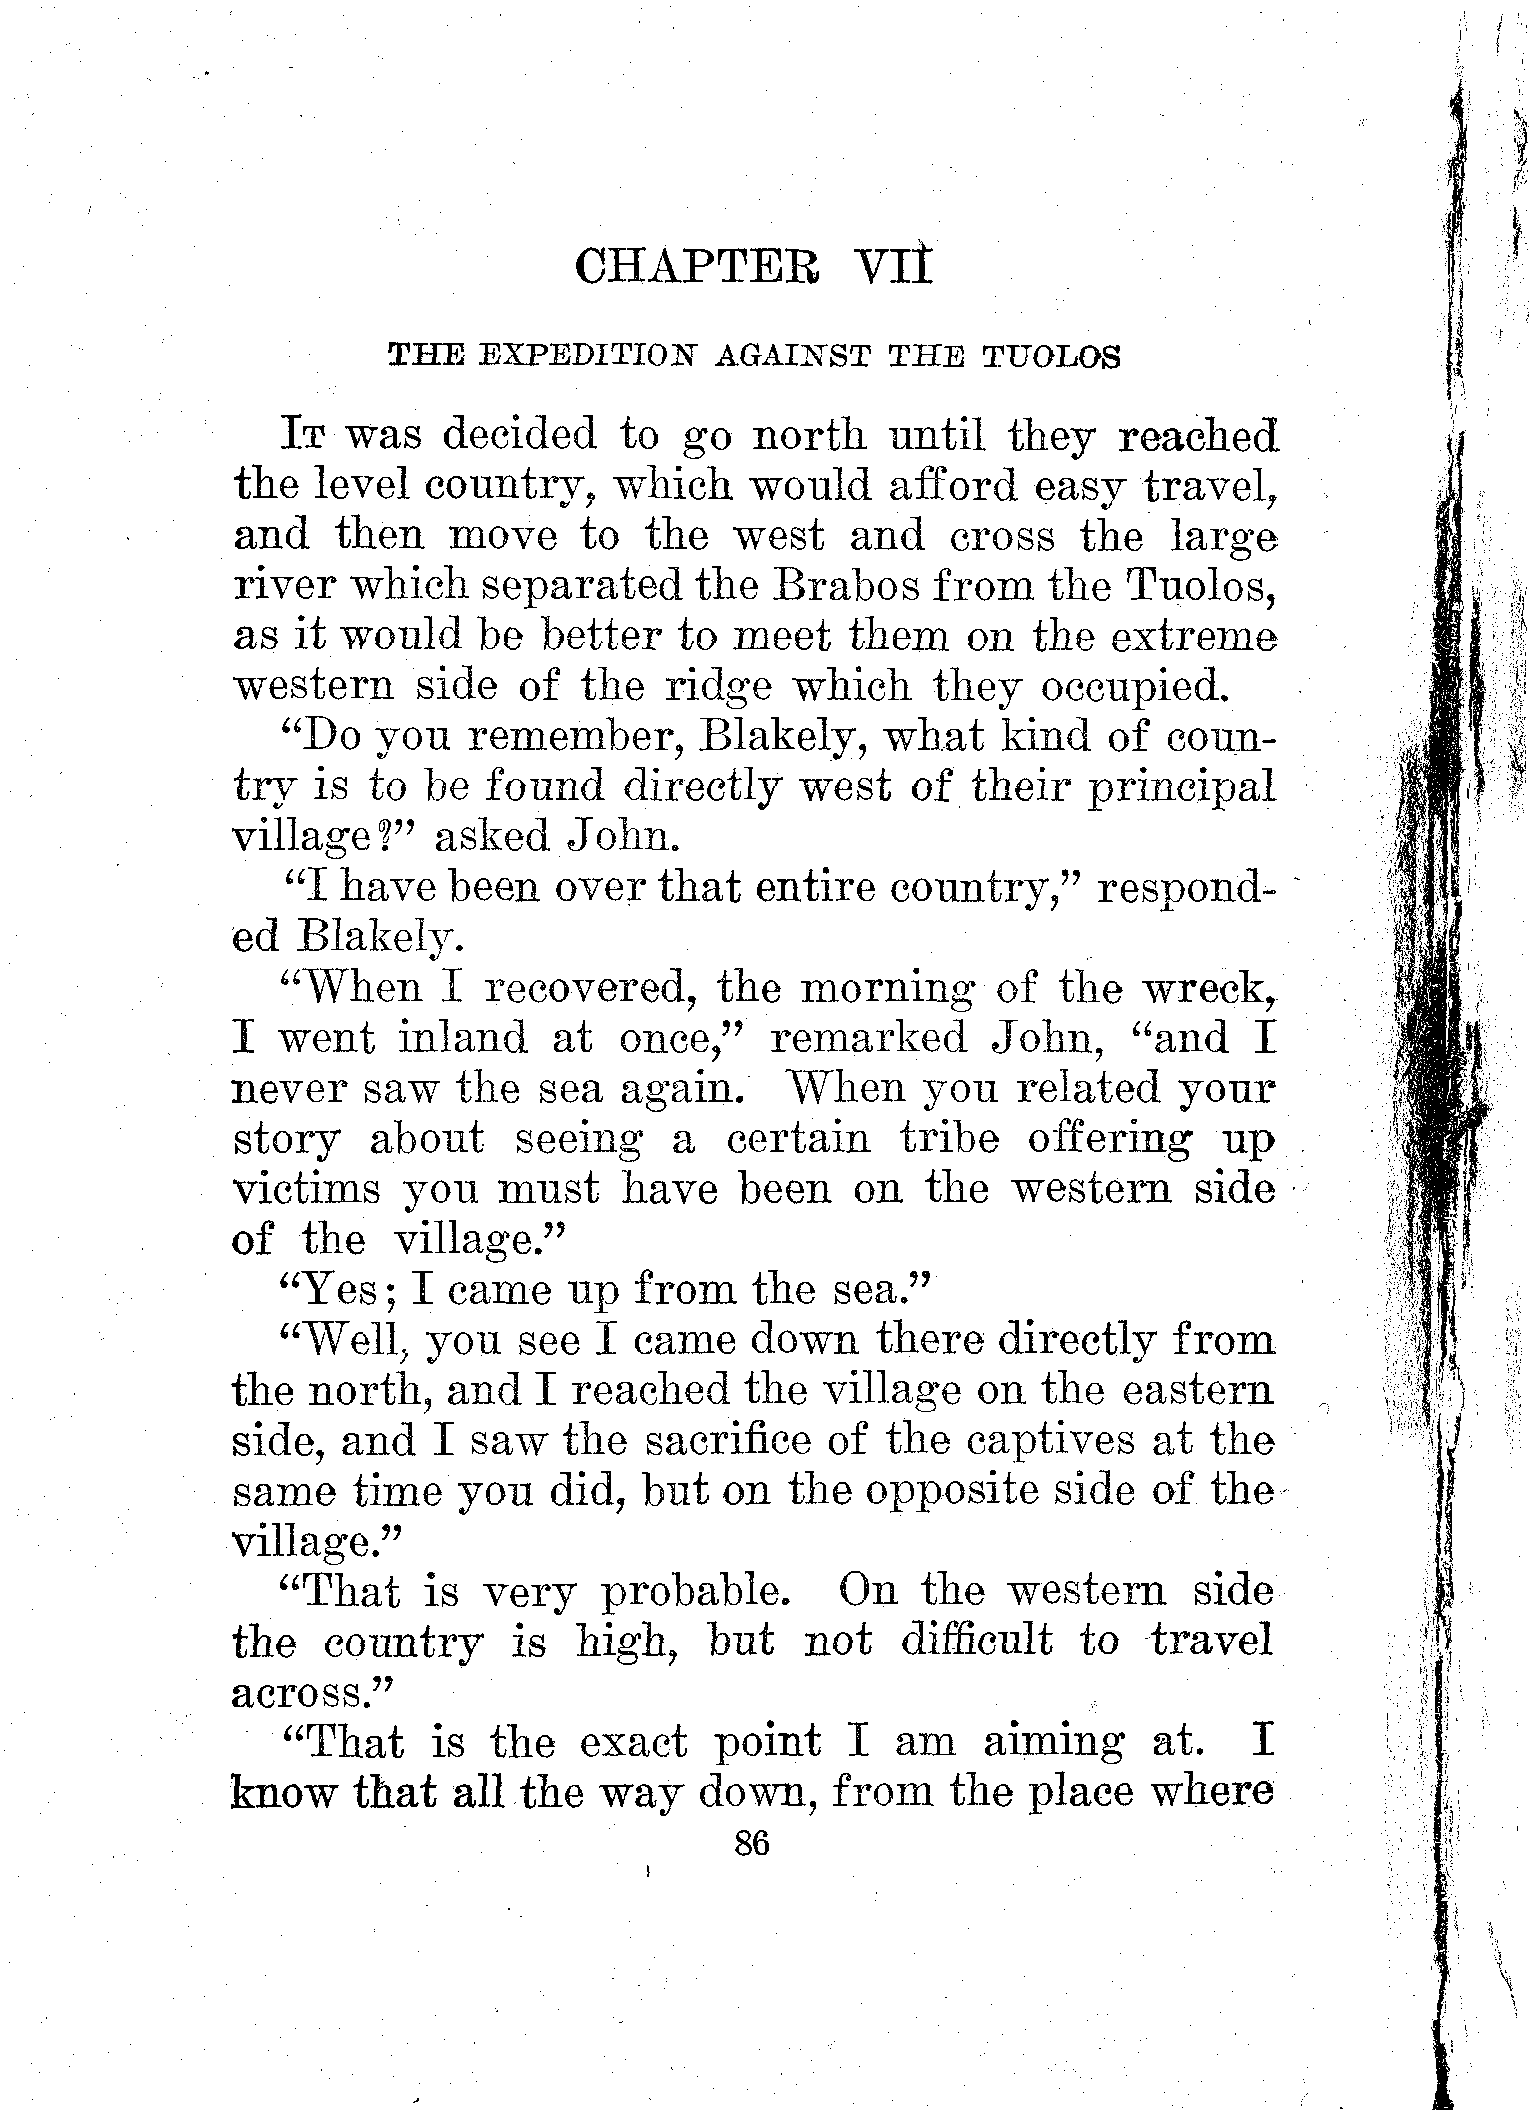 CHAPTER VII
THE EXPEDITION AGAINST THE TUOLOS
IT was decided to go north until they reached
the level country, which would afford easy travel,
and then move to the west and cross the large
river which separated the Brabos from the Tuolos,
as it would be better to meet them on the extreme
western side of the ridge which they occupied.
“Do you remember, Blakely, what kind of coun-
try is to be found directly west of their principal
village?” asked John.
“I have been over that entire country,” respond-
ed Blakely.
“When I recovered, the morning of the wreck,
I went inland at once,” remarked John, “and I
never saw the sea again. When you related your
story about seeing a certain tribe offering up
victims you must have been on the western side
of the village.”
“Yes; I came up from the sea.”
“Well, you see I came down there directly from
the north, and I reached the village on the eastern
side, and I saw the sacrifice of the captives at the
same time you did, but on the opposite side of the
village.”
“That is very probable. On the western side
the country is high, but not difficult to travel
across.”
“That is the exact point I am aiming at. I
know that all the way down, from the place where
86